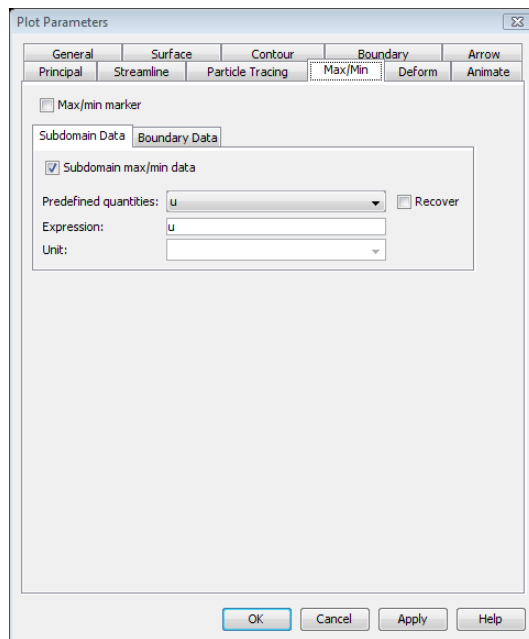 Plot Parameters
General Surface Contour Boundary Arrow
Principal Streamline Particle Tracing Max/Min Deform Animate
Max/min marker
Subdomain Data Boundary Data
Subdomain max/min data
Predefined quantities: u Recover
Expression: u
Unit:
OK Cancel Apply Help